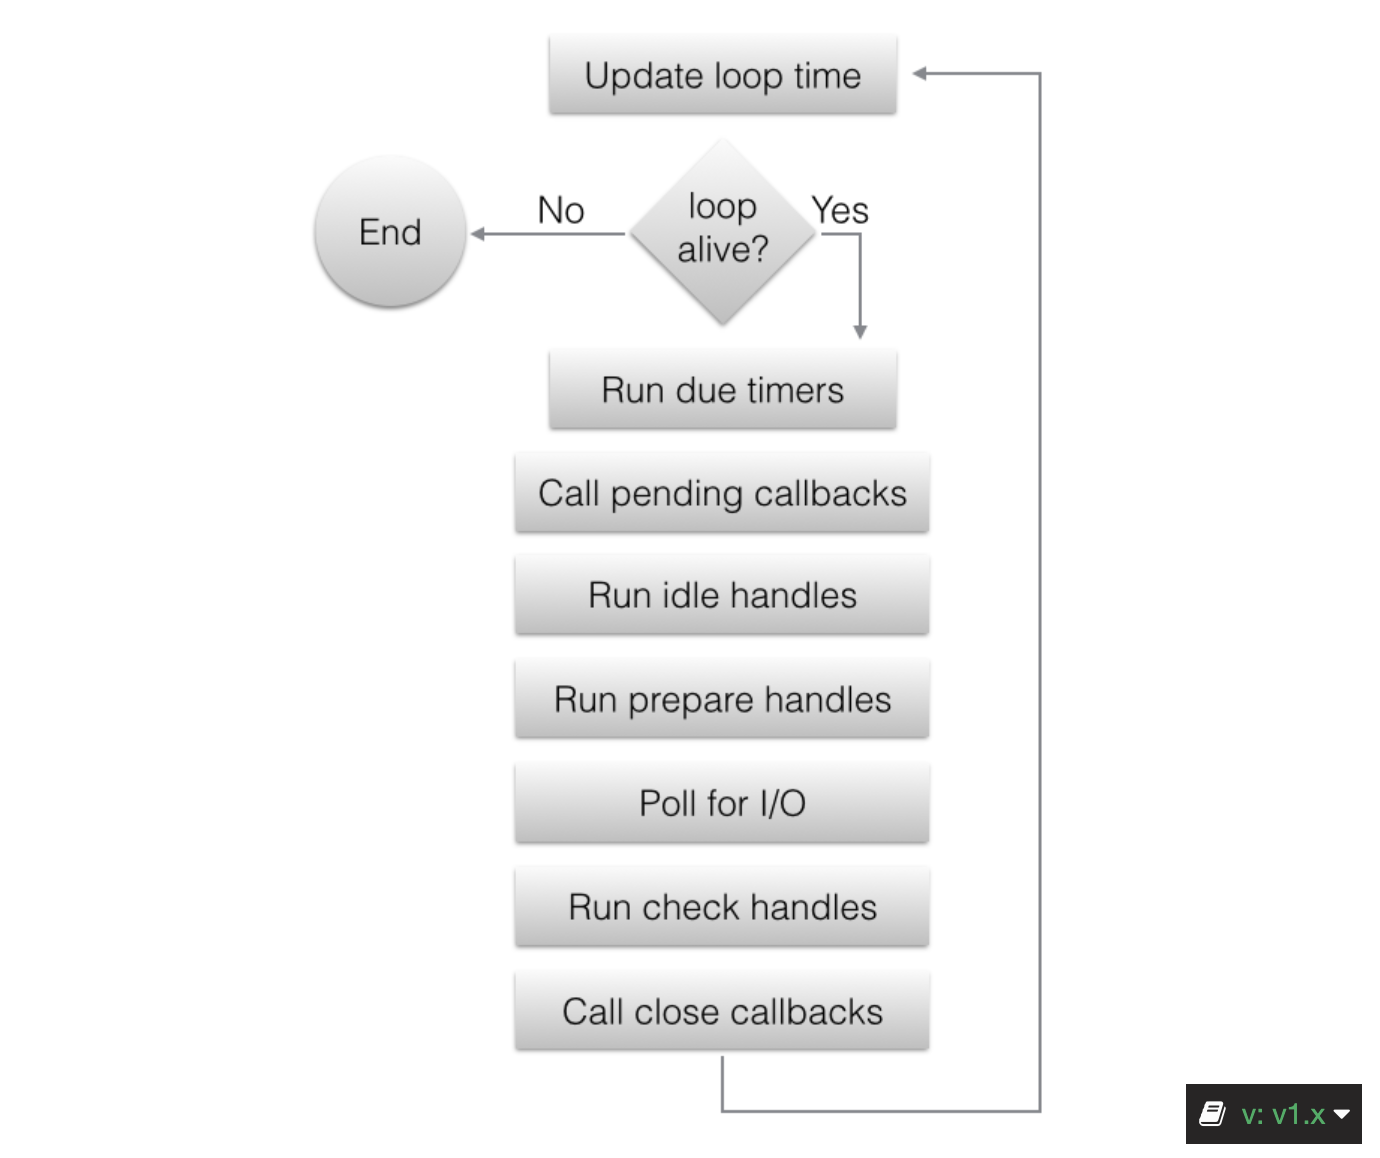 Update loop time
loop
alive?
No
Yes
End
Run due timers
Call pending callbacks
Run idle handles
Run prepare handles
Poll for I/O
Run check handles
Call close callbacks
v: v1.x